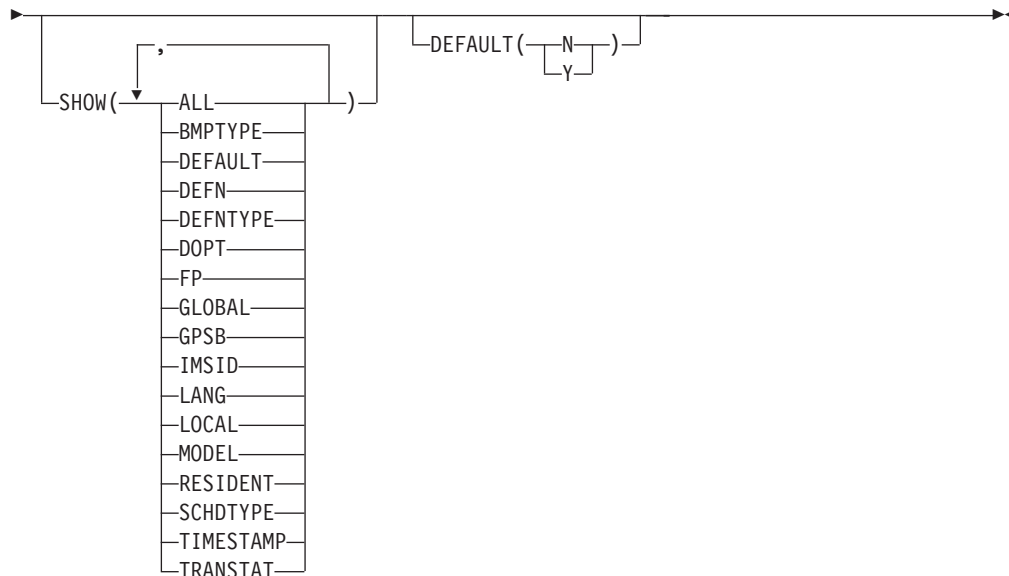 ,
DEFAULT( N )
Y
SHOW( ALL )
BMPTYPE
DEFAULT
DEFN
DEFNTYPE
DOPT
FP
GLOBAL
GPSB
IMSID
LANG
LOCAL
MODEL
RESIDENT
SCHDTYPE
TIMESTAMP
TRANSTAT